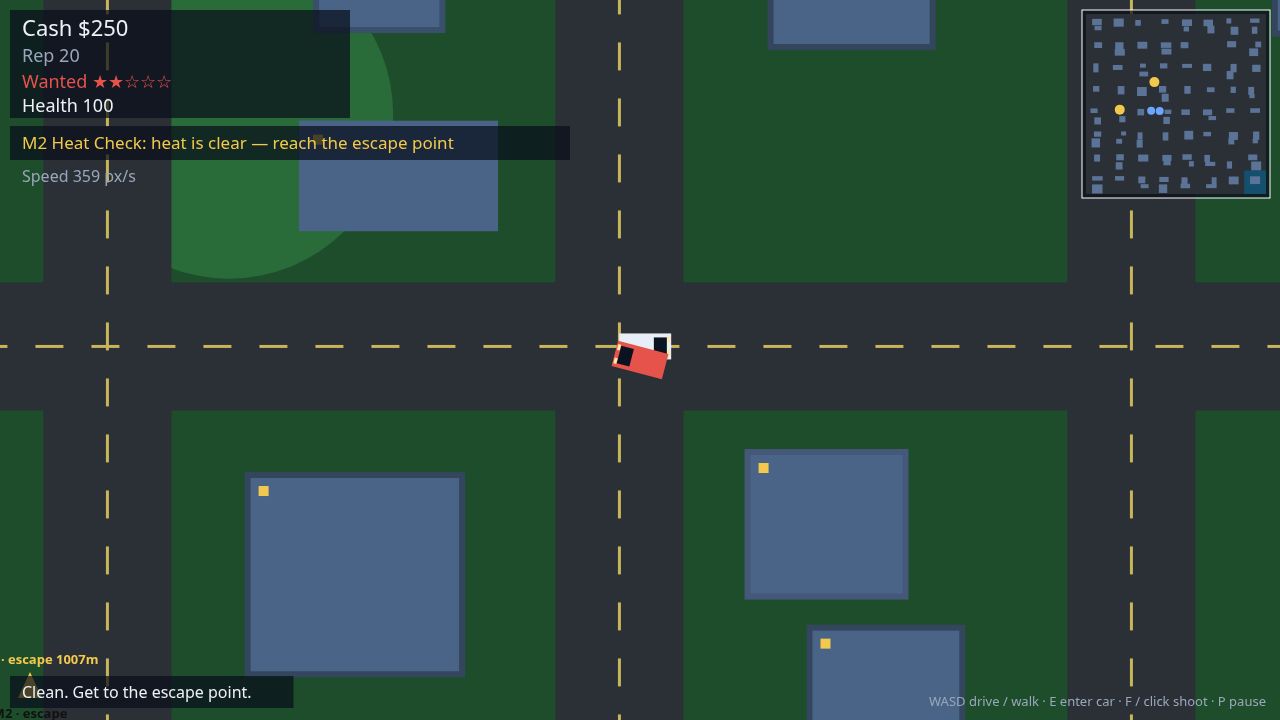 Cash $250
Rep 20
Wanted ★★☆☆☆
Health 100
M2 Heat Check: heat is clear — reach the escape point
Speed 359 px/s
· escape 1007m
Clean. Get to the escape point.
M2 · escape
WASD drive / walk · E enter car · F / click shoot · P pause